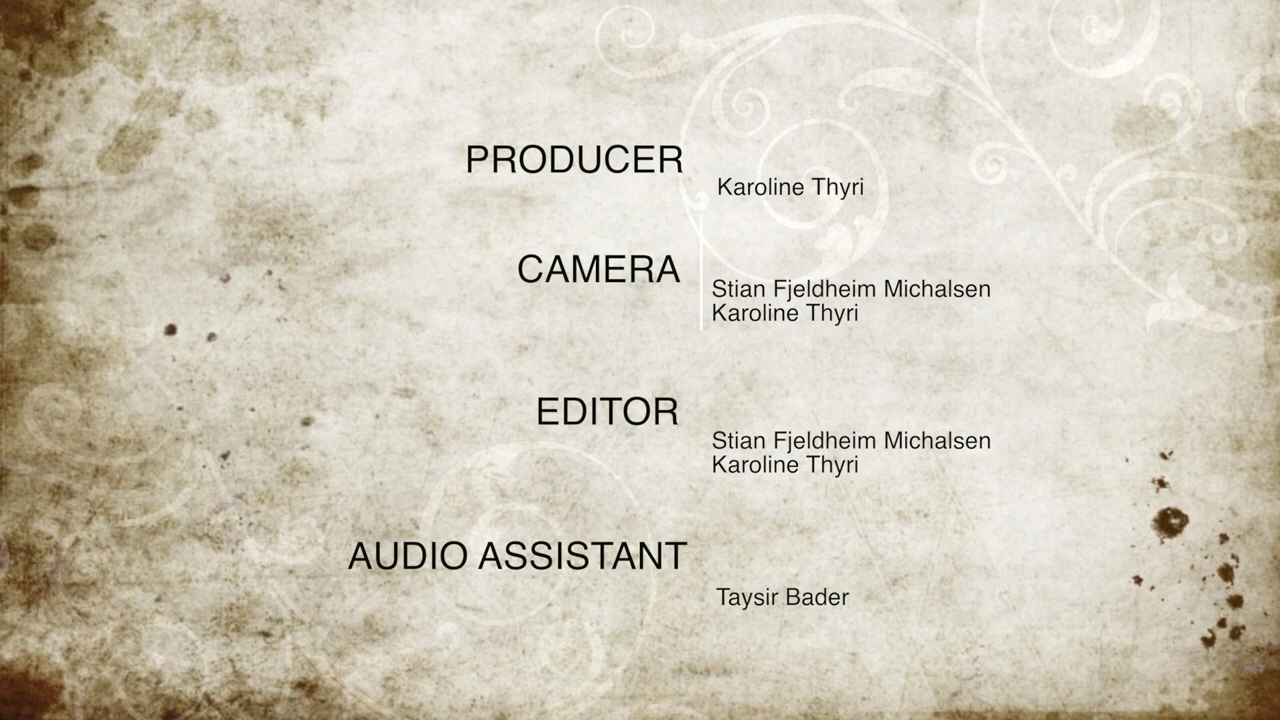 PRODUCER
Karoline Thyri
CAMERA
Stian Fjeldheim Michalsen
Karoline Thyri
EDITOR
Stian Fjeldheim Michalsen
Karoline Thyri
AUDIO ASSISTANT
Taysir Bader